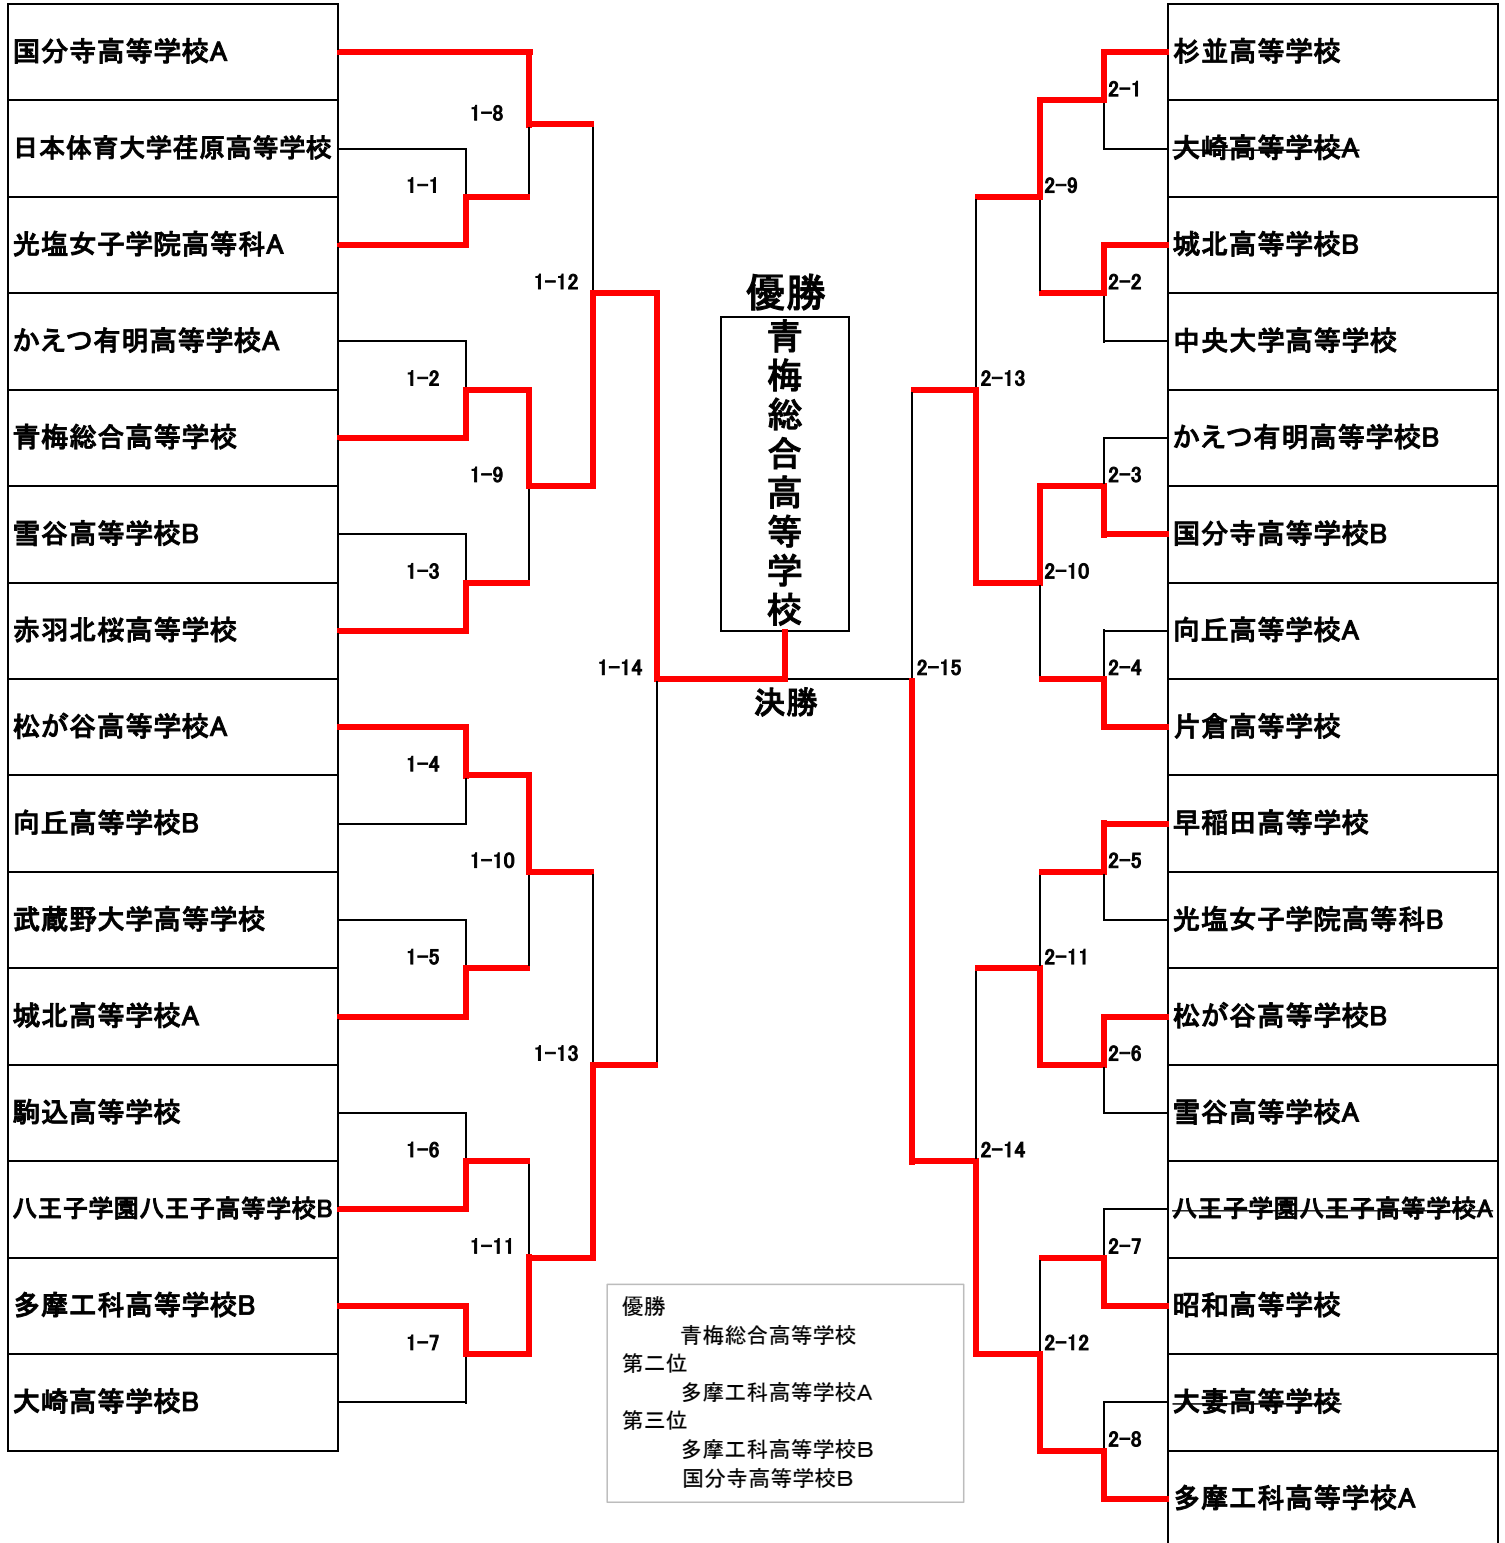 国分寺高等学校A
日本体育大学荏原高等学校
光塩女子学院高等科A
かえつ有明高等学校A
青梅総合高等学校
雪谷高等学校B
赤羽北桜高等学校
松が谷高等学校A
向丘高等学校B
武蔵野大学高等学校
城北高等学校A
駒込高等学校
八王子学園八王子高等学校B
多摩工科高等学校B
大崎高等学校B
1-8
1-1
1-12
1-2
1-9
1-3
1-14
1-4
1-10
1-5
1-13
1-6
1-11
1-7
優勝
青梅総合高等学校
決勝
優勝
青梅総合高等学校
第二位
多摩工科高等学校A
第三位
多摩工科高等学校B
国分寺高等学校B
2-1
2-9
2-2
2-13
2-3
2-10
2-15
2-4
2-5
2-11
2-6
2-14
2-7
2-12
2-8
杉並高等学校
大崎高等学校A
城北高等学校B
中央大学高等学校
かえつ有明高等学校B
国分寺高等学校B
向丘高等学校A
片倉高等学校
早稲田高等学校
光塩女子学院高等科B
松が谷高等学校B
雪谷高等学校A
八王子学園八王子高等学校A
昭和高等学校
大妻高等学校
多摩工科高等学校A